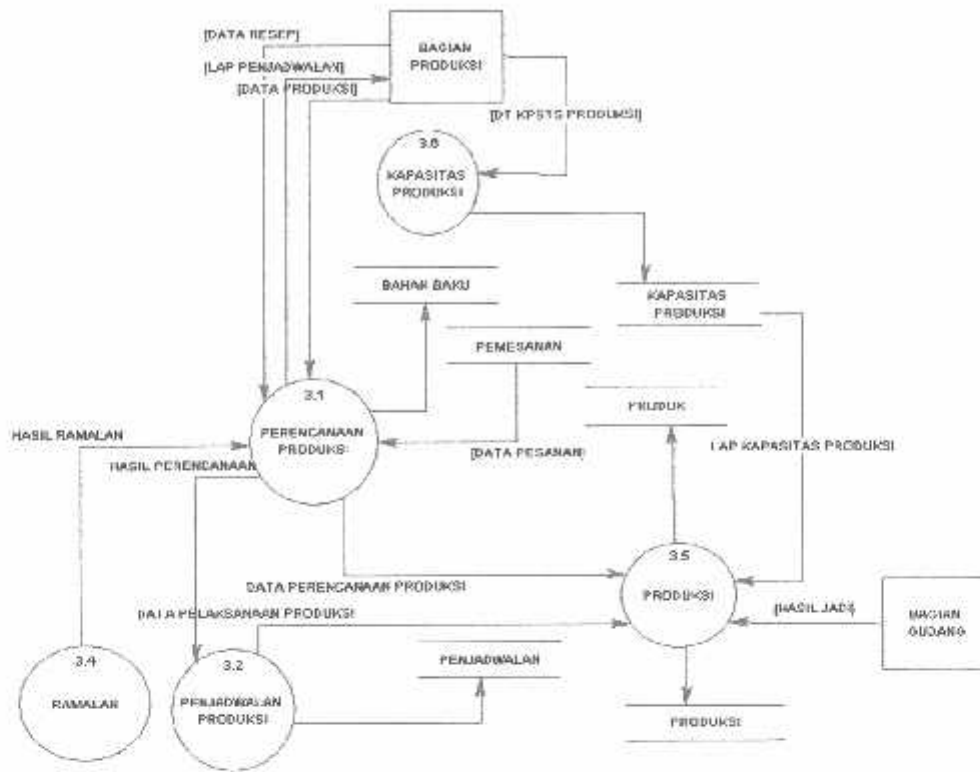 [DATA RESEP]
[LAP PENJADWALAN]
[DATA PRODUKSI]
BAGIAN
PRODUKSI
[DT KPSTS PRODUKSI]
3.6
KAPASITAS
PRODUKSI
BAHAN BAKU
KAPASITAS
PRODUKSI
PEMESANAN
3.1
PERENCANAAN
PRODUKSI
PRODUK
HASIL RAMALAN
HASIL PERENCANAAN
[DATA PESANAN]
LAP KAPASITAS PRODUKSI
3.5
PRODUKSI
DATA PERENCANAAN PRODUKSI
DATA PELAKSANAAN PRODUKSI
[HASIL JADI]
BAGIAN
GUDANG
3.4
RAMALAN
3.2
PENJADWALAN
PRODUKSI
PENJADWALAN
PRODUKSI